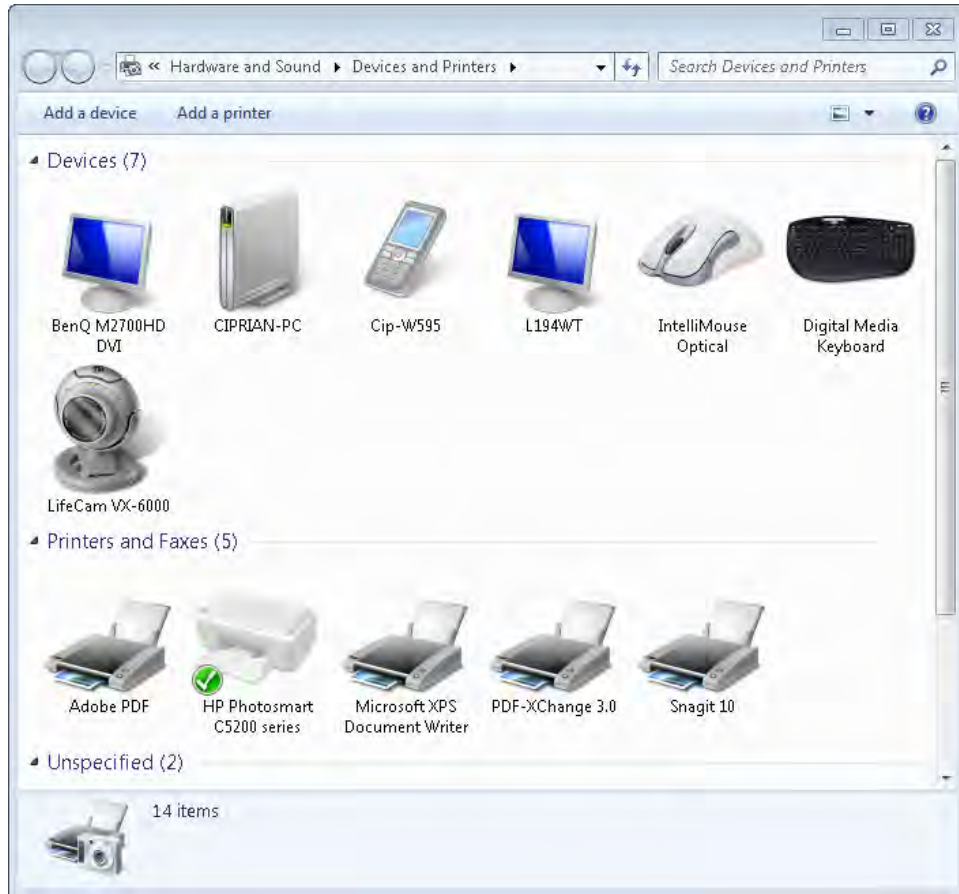 « Hardware and Sound ▸ Devices and Printers ▸ Search Devices and Printers
Add a device Add a printer
Devices (7)
BenQ M2700HD DVI
CIPRIAN-PC
Cip-W595
L194WT
IntelliMouse Optical
Digital Media Keyboard
LifeCam VX-6000
Printers and Faxes (5)
Adobe PDF
HP Photosmart C5200 series
Microsoft XPS Document Writer
PDF-XChange 3.0
Snagit 10
Unspecified (2)
14 items